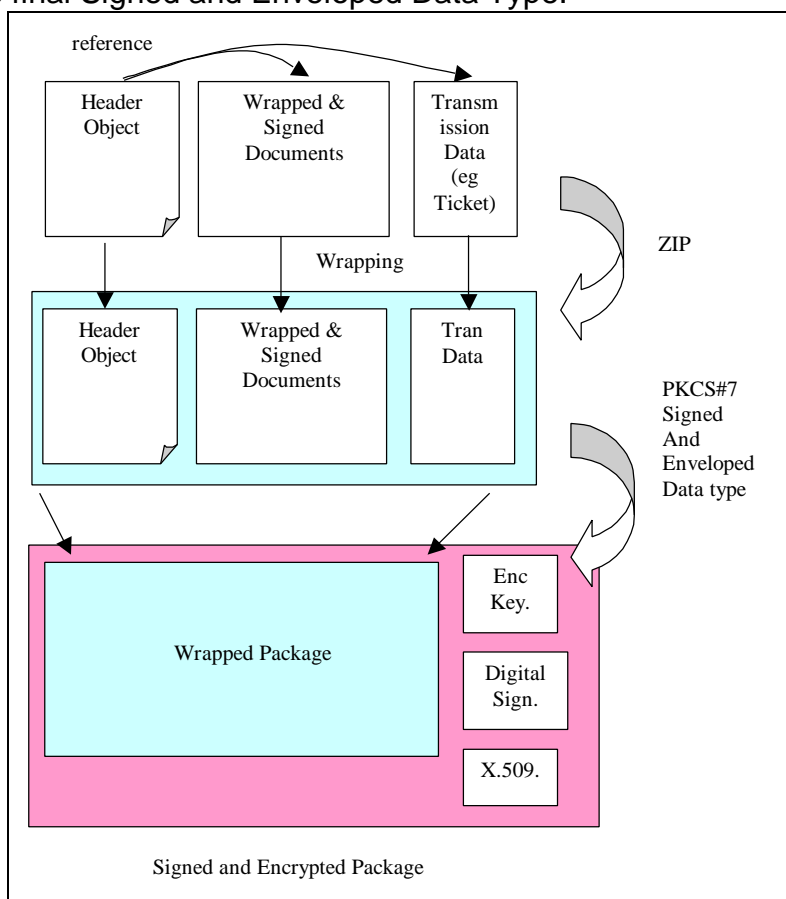 final Signed and Enveloped Data Type.
reference
Header
Object
Wrapped &
Signed
Documents
Transm
ission
Data
(eg
Ticket)
ZIP
Wrapping
Header
Object
Wrapped &
Signed
Documents
Tran
Data
PKCS#7
Signed
And
Enveloped
Data type
Enc
Key.
Wrapped Package
Digital
Sign.
X.509.
Signed and Encrypted Package